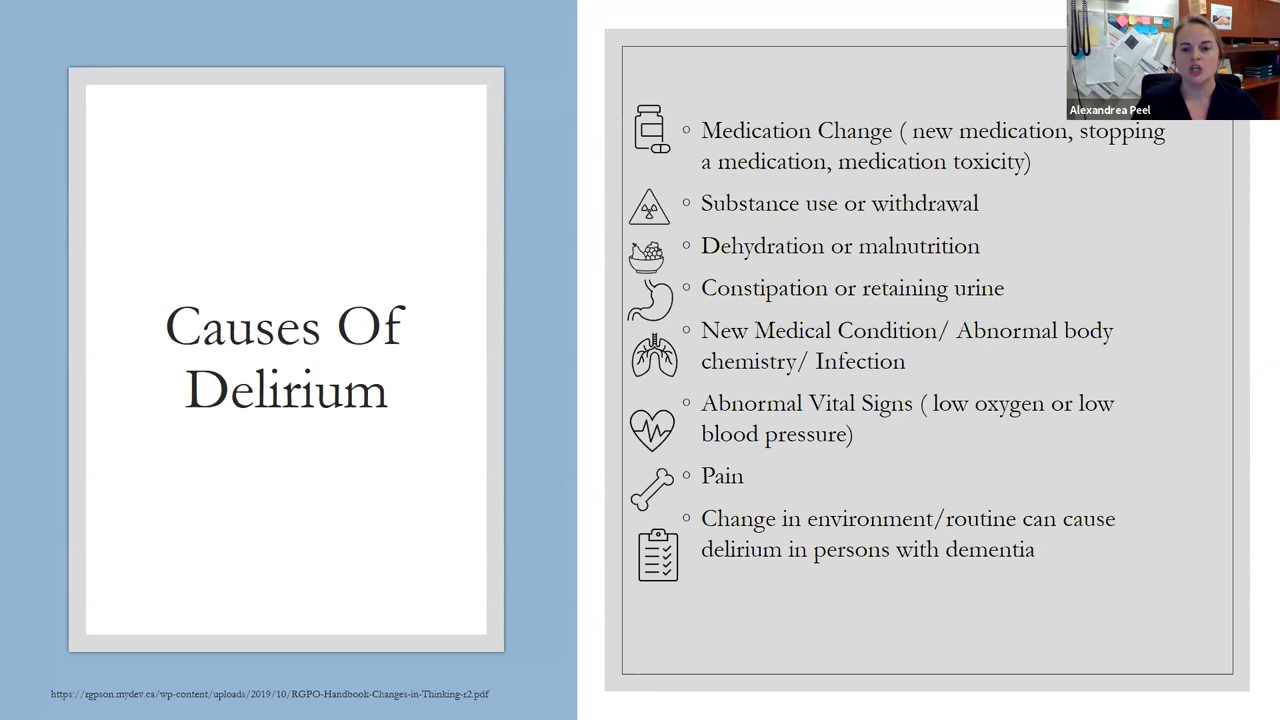 Causes Of
Delirium
https://rgpson.mydev.ca/wp-content/uploads/2019/10/RGPO-Handbook-Changes-in-Thinking-r2.pdf
Alexandrea Peel
○ Medication Change ( new medication, stopping
a medication, medication toxicity)
○ Substance use or withdrawal
○ Dehydration or malnutrition
○ Constipation or retaining urine
○ New Medical Condition/ Abnormal body
chemistry/ Infection
○ Abnormal Vital Signs ( low oxygen or low
blood pressure)
○ Pain
○ Change in environment/routine can cause
delirium in persons with dementia